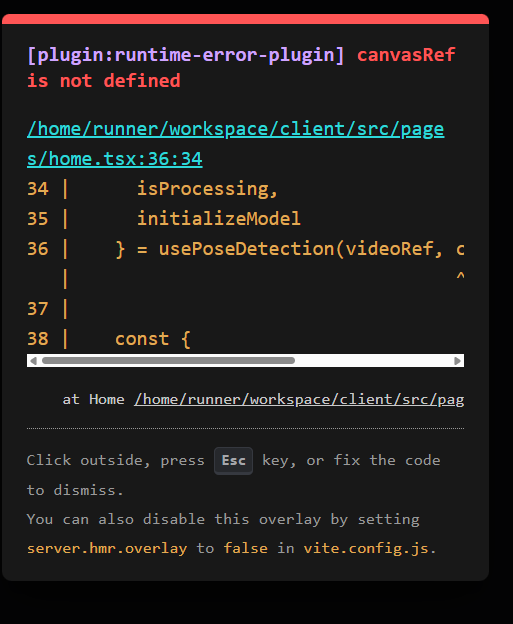 [plugin:runtime-error-plugin] canvasRef
is not defined
/home/runner/workspace/client/src/page
s/home.tsx:36:34
34 |      isProcessing,
35 |      initializeModel
36 |    } = usePoseDetection(videoRef, c
   |                                   ^
37 |
38 |    const {
at Home /home/runner/workspace/client/src/pag
Click outside, press Esc key, or fix the code
to dismiss.
You can also disable this overlay by setting
server.hmr.overlay to false in vite.config.js.